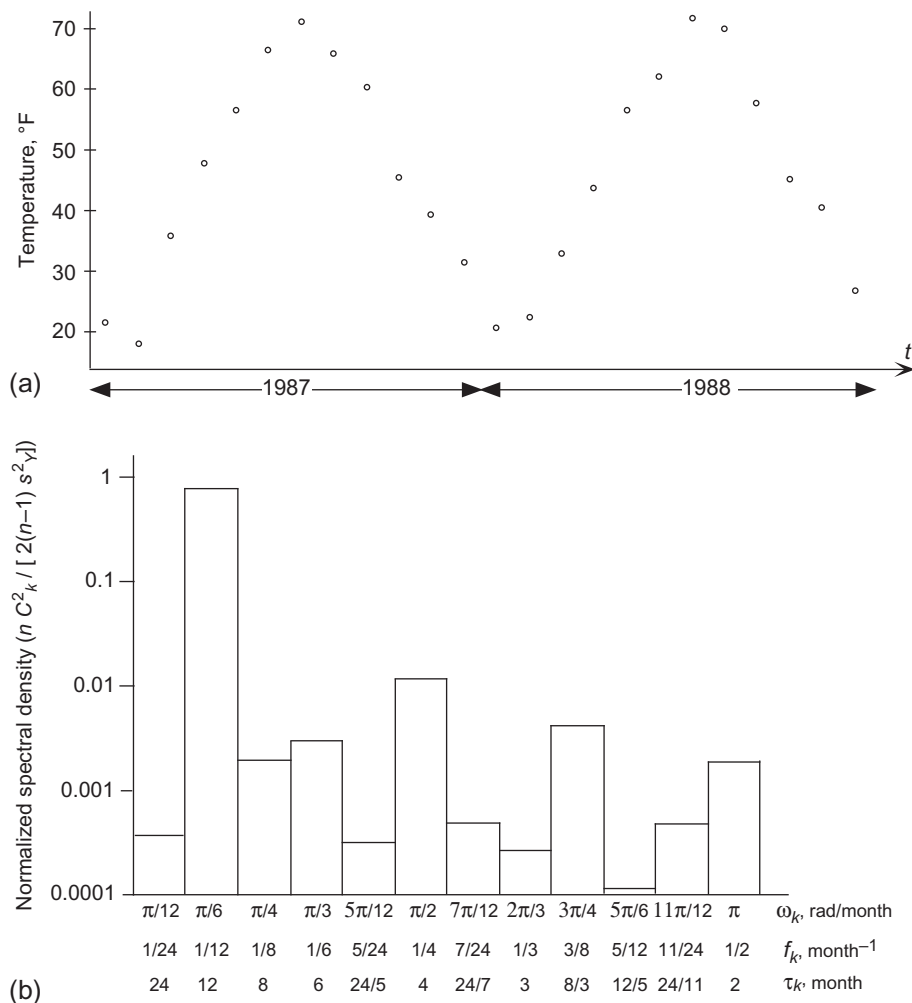 70
60
50
40
30
20
Temperature, °F
t
(a)
1987
1988
Normalized spectral density (n C²ₖ / [ 2(n–1) s²Y])
1
0.1
0.01
0.001
0.0001
π/12 π/6 π/4 π/3 5π/12 π/2 7π/12 2π/3 3π/4 5π/6 11π/12 π ωₖ, rad/month
1/24 1/12 1/8 1/6 5/24 1/4 7/24 1/3 3/8 5/12 11/24 1/2 fₖ, month⁻¹
24 12 8 6 24/5 4 24/7 3 8/3 12/5 24/11 2 τₖ, month
(b)